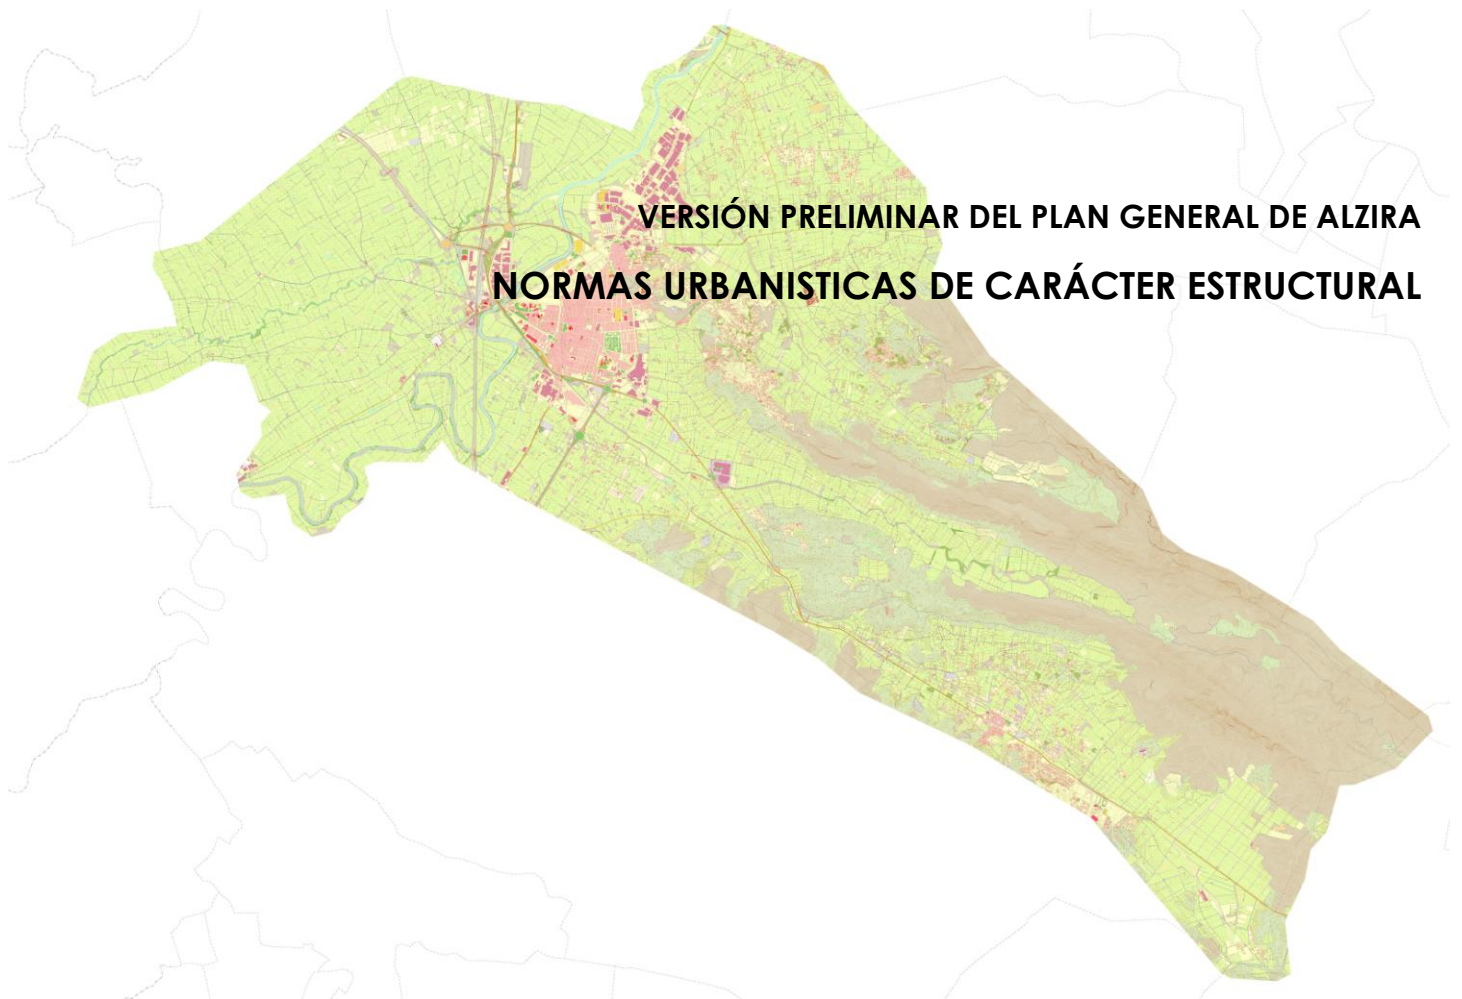 VERSIÓN PRELIMINAR DEL PLAN GENERAL DE ALZIRA
NORMAS URBANISTICAS DE CARÁCTER ESTRUCTURAL